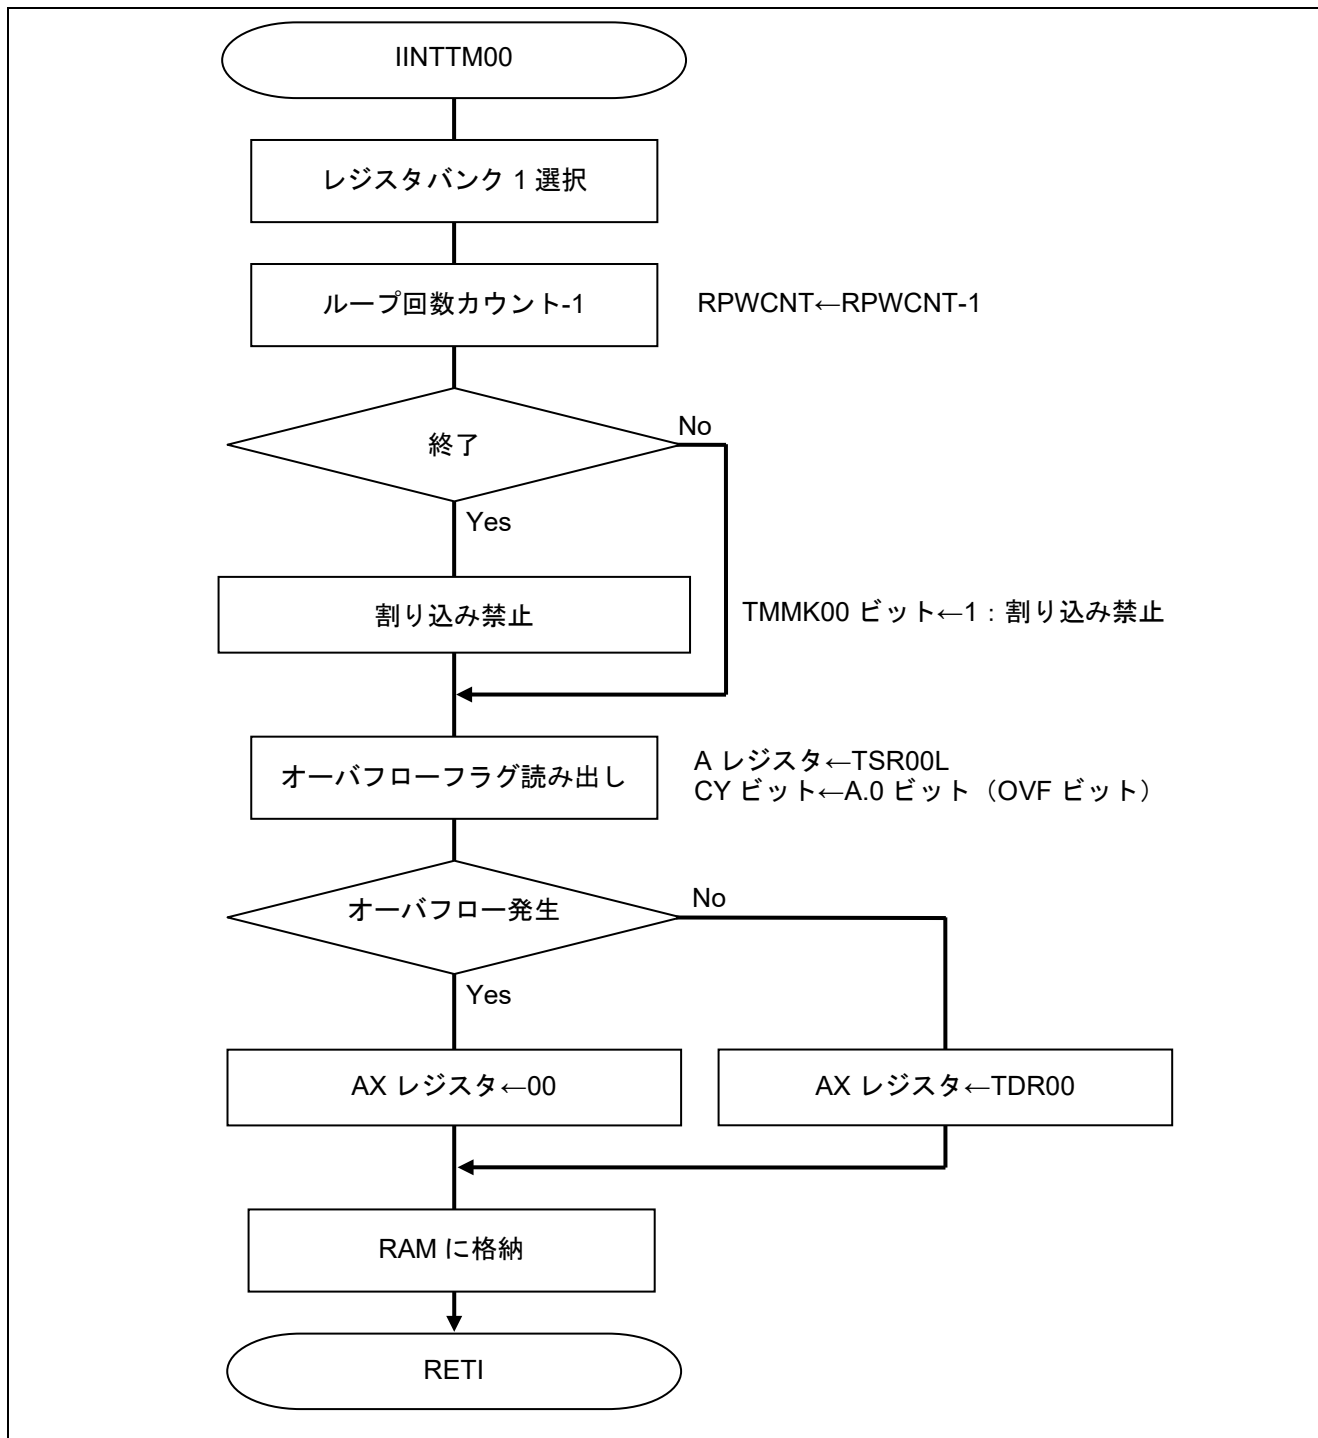 IINTTM00
レジスタバンク 1 選択
ループ回数カウント-1
RPWCNT←RPWCNT-1
終了
No
Yes
割り込み禁止
TMMK00 ビット←1：割り込み禁止
オーバフローフラグ読み出し
A レジスタ←TSR00L
CY ビット←A.0 ビット（OVF ビット）
オーバフロー発生
No
Yes
AX レジスタ←00
AX レジスタ←TDR00
RAM に格納
RETI